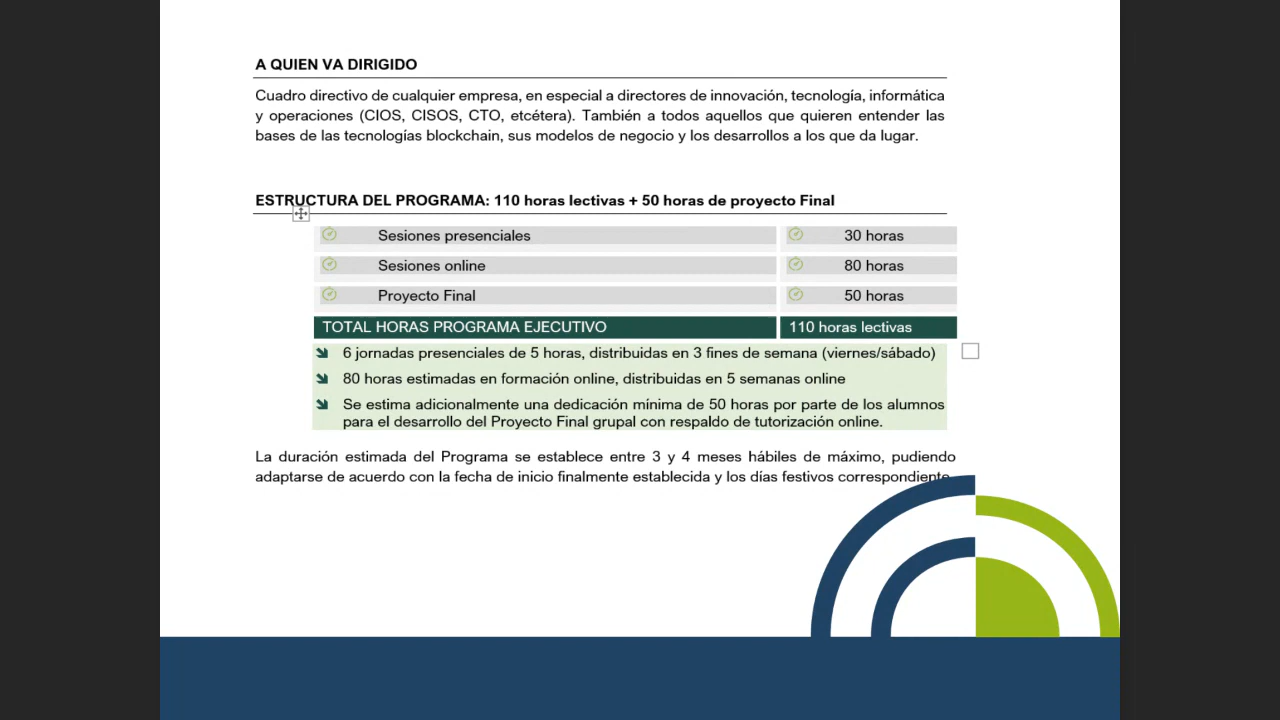 A QUIEN VA DIRIGIDO
Cuadro directivo de cualquier empresa, en especial a directores de innovación, tecnología, informática
y operaciones (CIOS, CISOS, CTO, etcétera). También a todos aquellos que quieren entender las
bases de las tecnologías blockchain, sus modelos de negocio y los desarrollos a los que da lugar.
ESTRUCTURA DEL PROGRAMA: 110 horas lectivas + 50 horas de proyecto Final
Sesiones presenciales 30 horas
Sesiones online 80 horas
Proyecto Final 50 horas
TOTAL HORAS PROGRAMA EJECUTIVO 110 horas lectivas
6 jornadas presenciales de 5 horas, distribuidas en 3 fines de semana (viernes/sábado)
80 horas estimadas en formación online, distribuidas en 5 semanas online
Se estima adicionalmente una dedicación mínima de 50 horas por parte de los alumnos
para el desarrollo del Proyecto Final grupal con respaldo de tutorización online.
La duración estimada del Programa se establece entre 3 y 4 meses hábiles de máximo, pudiendo
adaptarse de acuerdo con la fecha de inicio finalmente establecida y los días festivos correspondiente